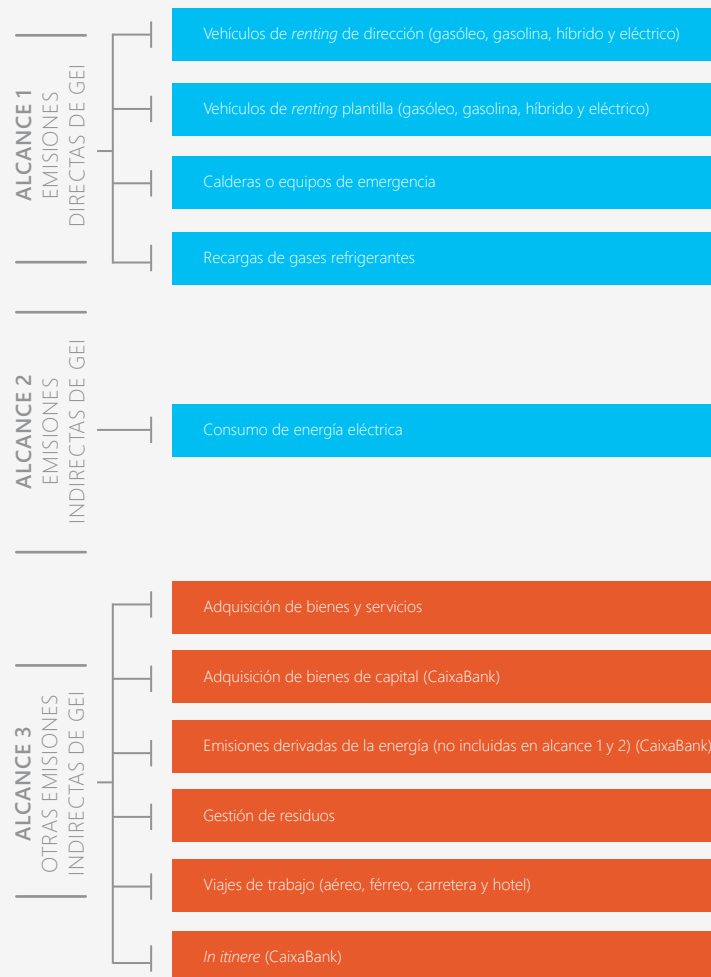 ALCANCE 1
EMISIONES
DIRECTAS DE GEI
Vehículos de renting de dirección (gasóleo, gasolina, híbrido y eléctrico)
Vehículos de renting plantilla (gasóleo, gasolina, híbrido y eléctrico)
Calderas o equipos de emergencia
Recargas de gases refrigerantes
ALCANCE 2
EMISIONES
INDIRECTAS DE GEI
Consumo de energía eléctrica
ALCANCE 3
OTRAS EMISIONES
INDIRECTAS DE GEI
Adquisición de bienes y servicios
Adquisición de bienes de capital (CaixaBank)
Emisiones derivadas de la energía (no incluidas en alcance 1 y 2) (CaixaBank)
Gestión de residuos
Viajes de trabajo (aéreo, férreo, carretera y hotel)
In itinere (CaixaBank)